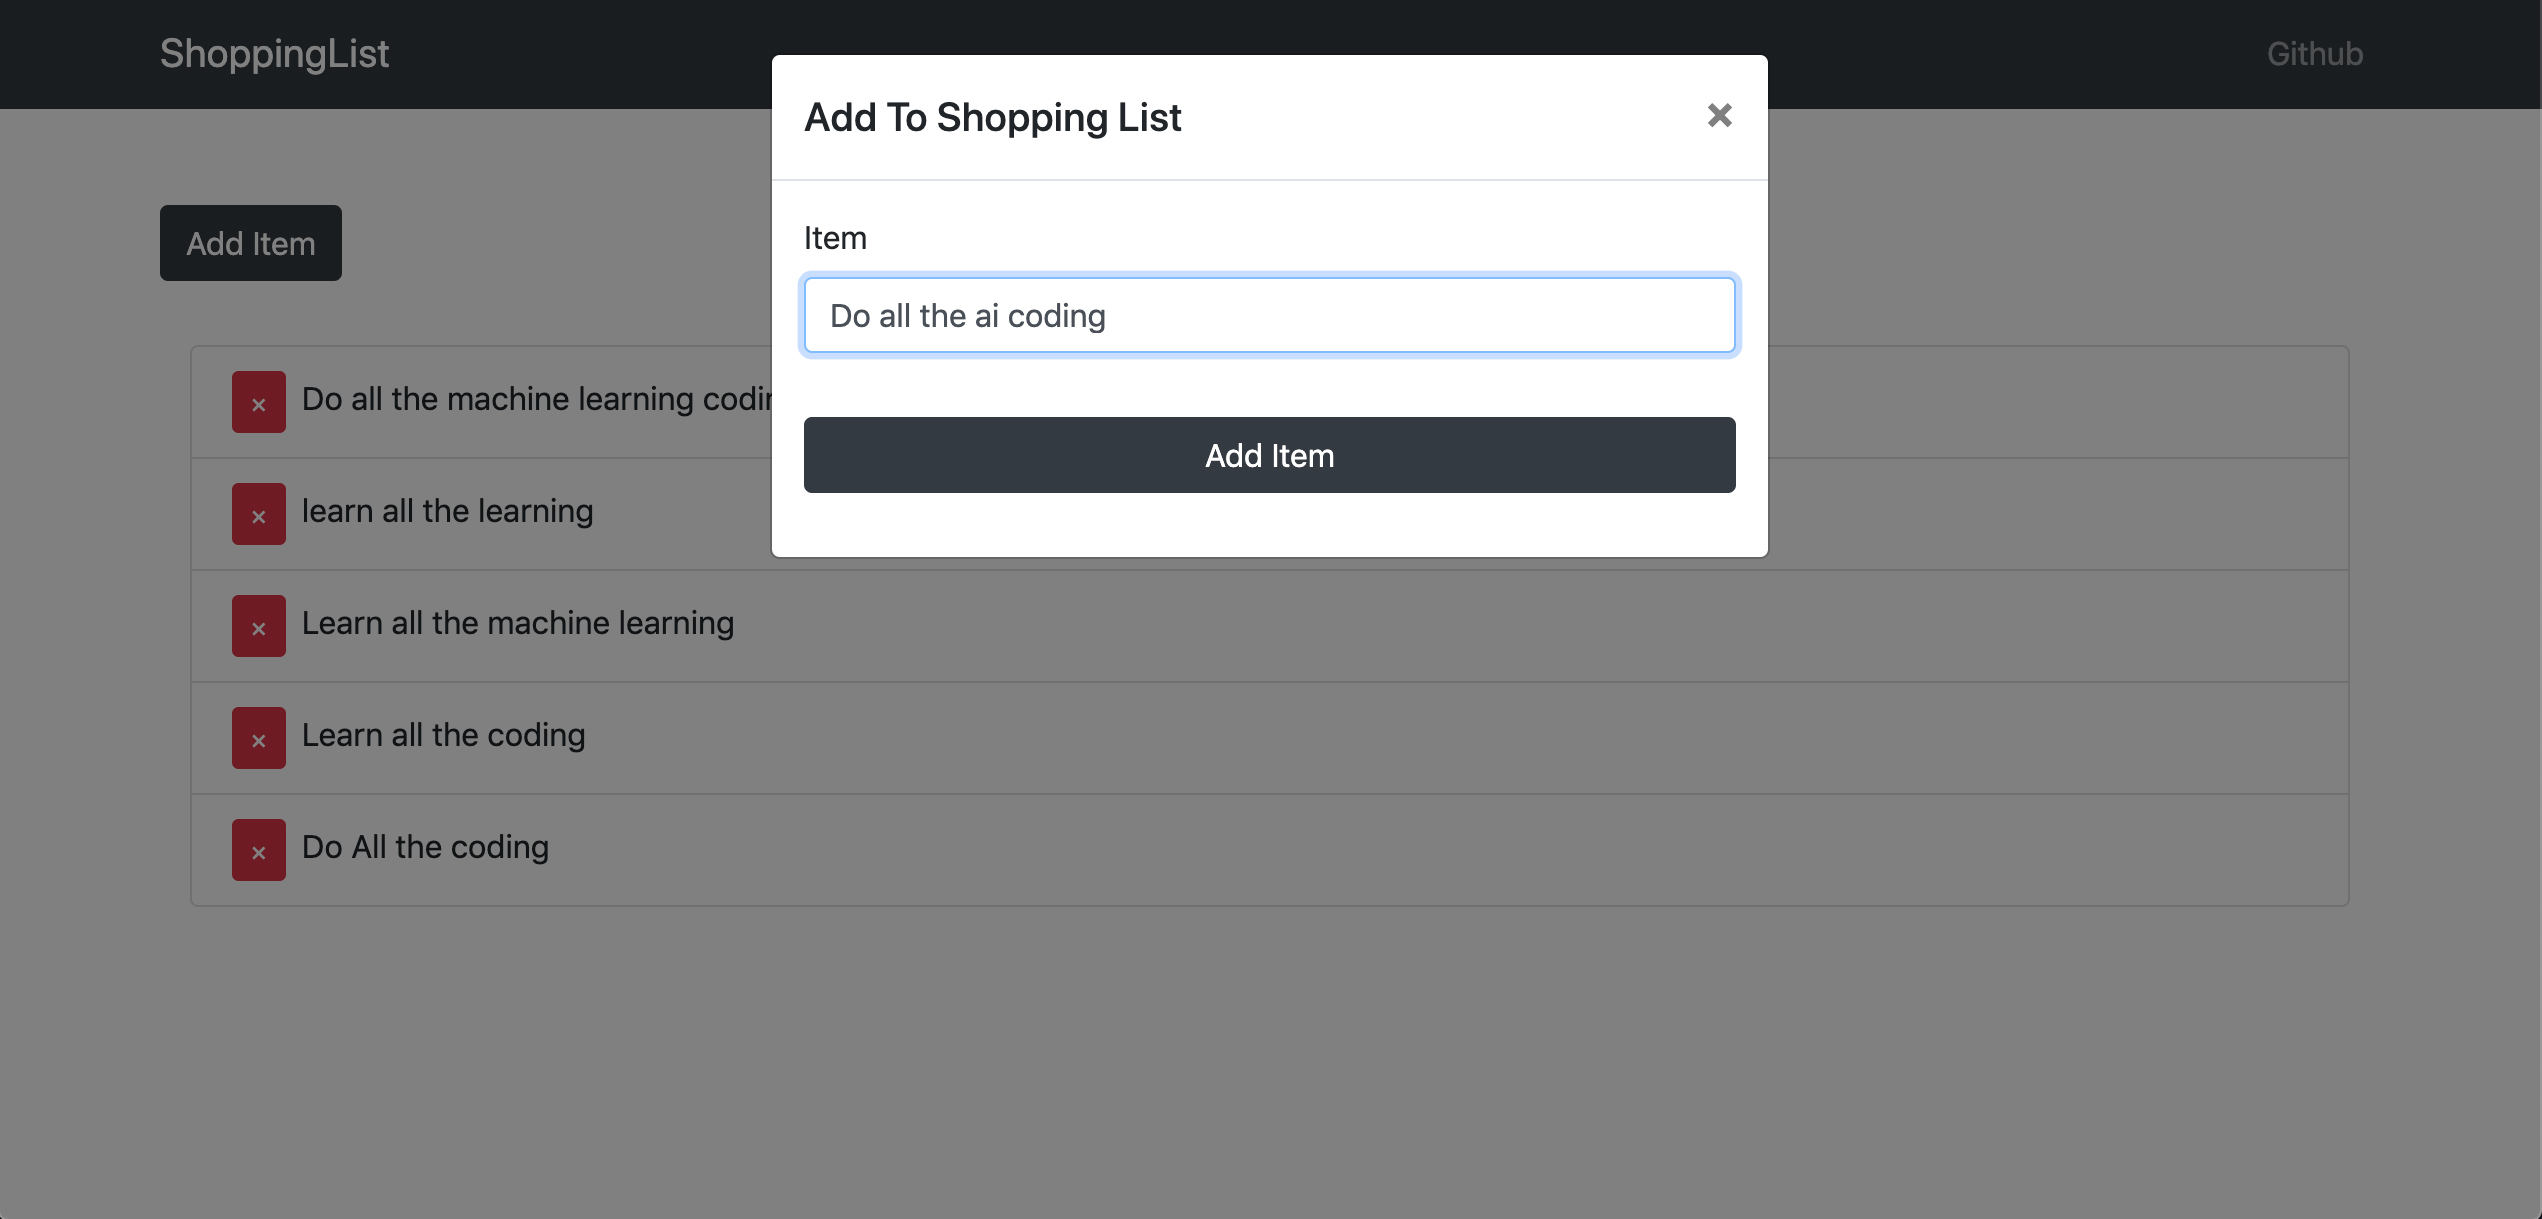 ShoppingList
Github
Add To Shopping List
Item
Do all the ai coding
Add Item
Add Item
Do all the machine learning
learn all the learning
Learn all the machine learning
Learn all the coding
Do All the coding